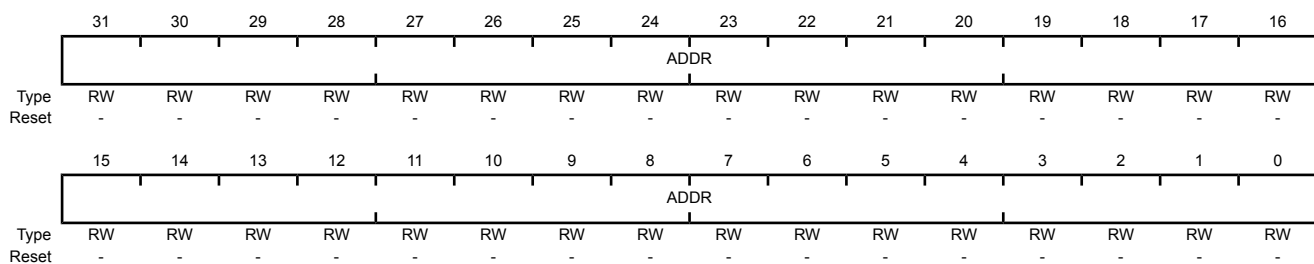 31 30 29 28 27 26 25 24 23 22 21 20 19 18 17 16
ADDR
Type RW RW RW RW RW RW RW RW RW RW RW RW RW RW RW RW
Reset - - - - - - - - - - - - - - - -
15 14 13 12 11 10 9 8 7 6 5 4 3 2 1 0
ADDR
Type RW RW RW RW RW RW RW RW RW RW RW RW RW RW RW RW
Reset - - - - - - - - - - - - - - - -